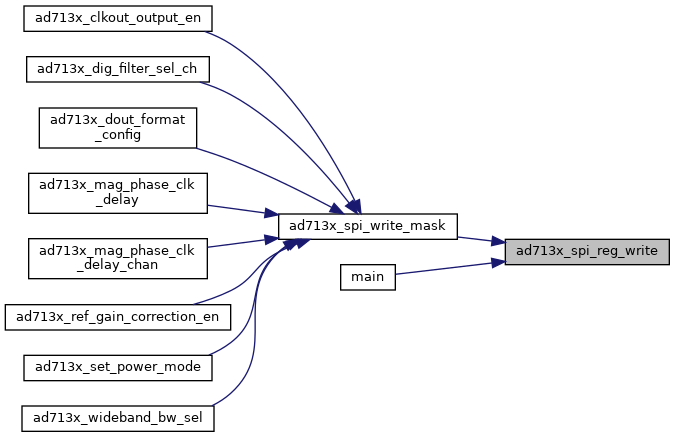 ad713x_clkout_output_en
ad713x_dig_filter_sel_ch
ad713x_dout_format
_config
ad713x_mag_phase_clk
_delay
ad713x_mag_phase_clk
_delay_chan
ad713x_ref_gain_correction_en
ad713x_set_power_mode
ad713x_wideband_bw_sel
ad713x_spi_write_mask
main
ad713x_spi_reg_write